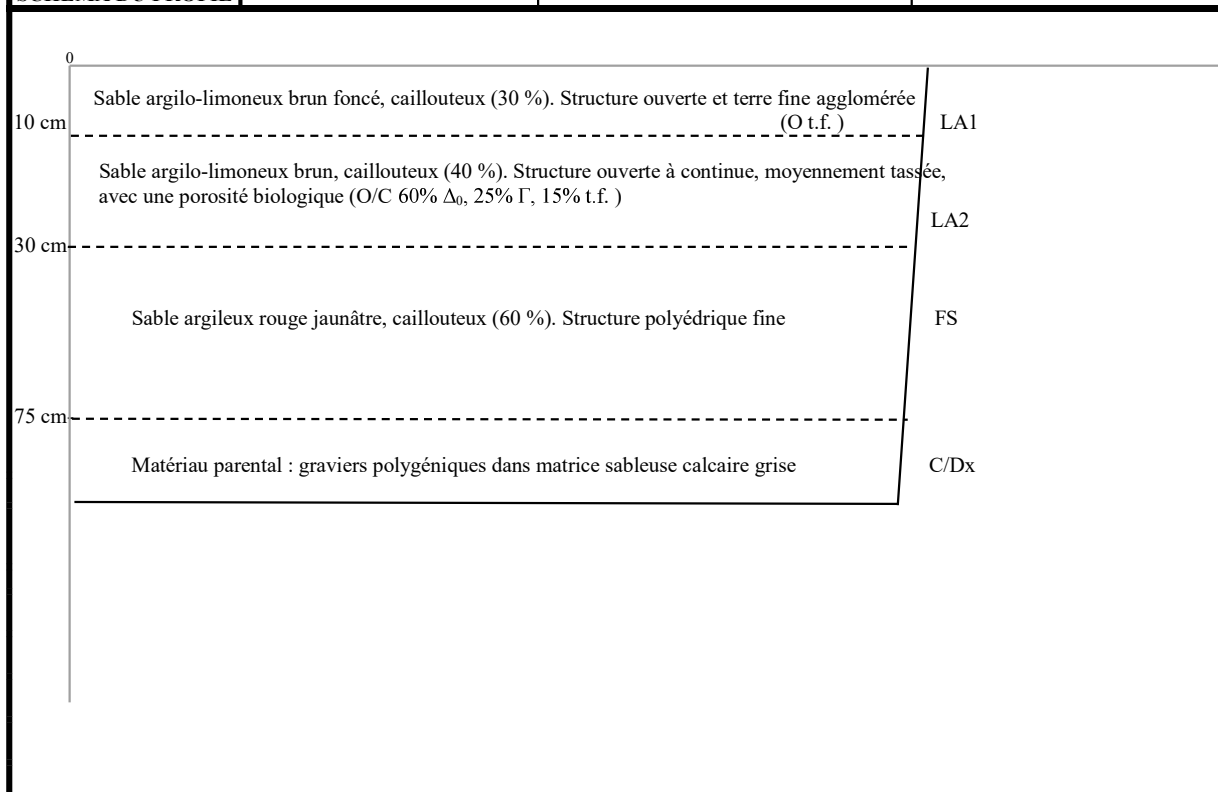 SCHEMA DU PROFIL
0
Sable argilo-limoneux brun foncé, caillouteux (30 %). Structure ouverte et terre fine agglomérée
10 cm (O t.f. ) LA1
Sable argilo-limoneux brun, caillouteux (40 %). Structure ouverte à continue, moyennement tassée,
avec une porosité biologique (O/C 60% Δ₀, 25% Γ, 15% t.f. )
LA2
30 cm
Sable argileux rouge jaunâtre, caillouteux (60 %). Structure polyédrique fine FS
75 cm
Matériau parental : graviers polygéniques dans matrice sableuse calcaire grise C/Dx